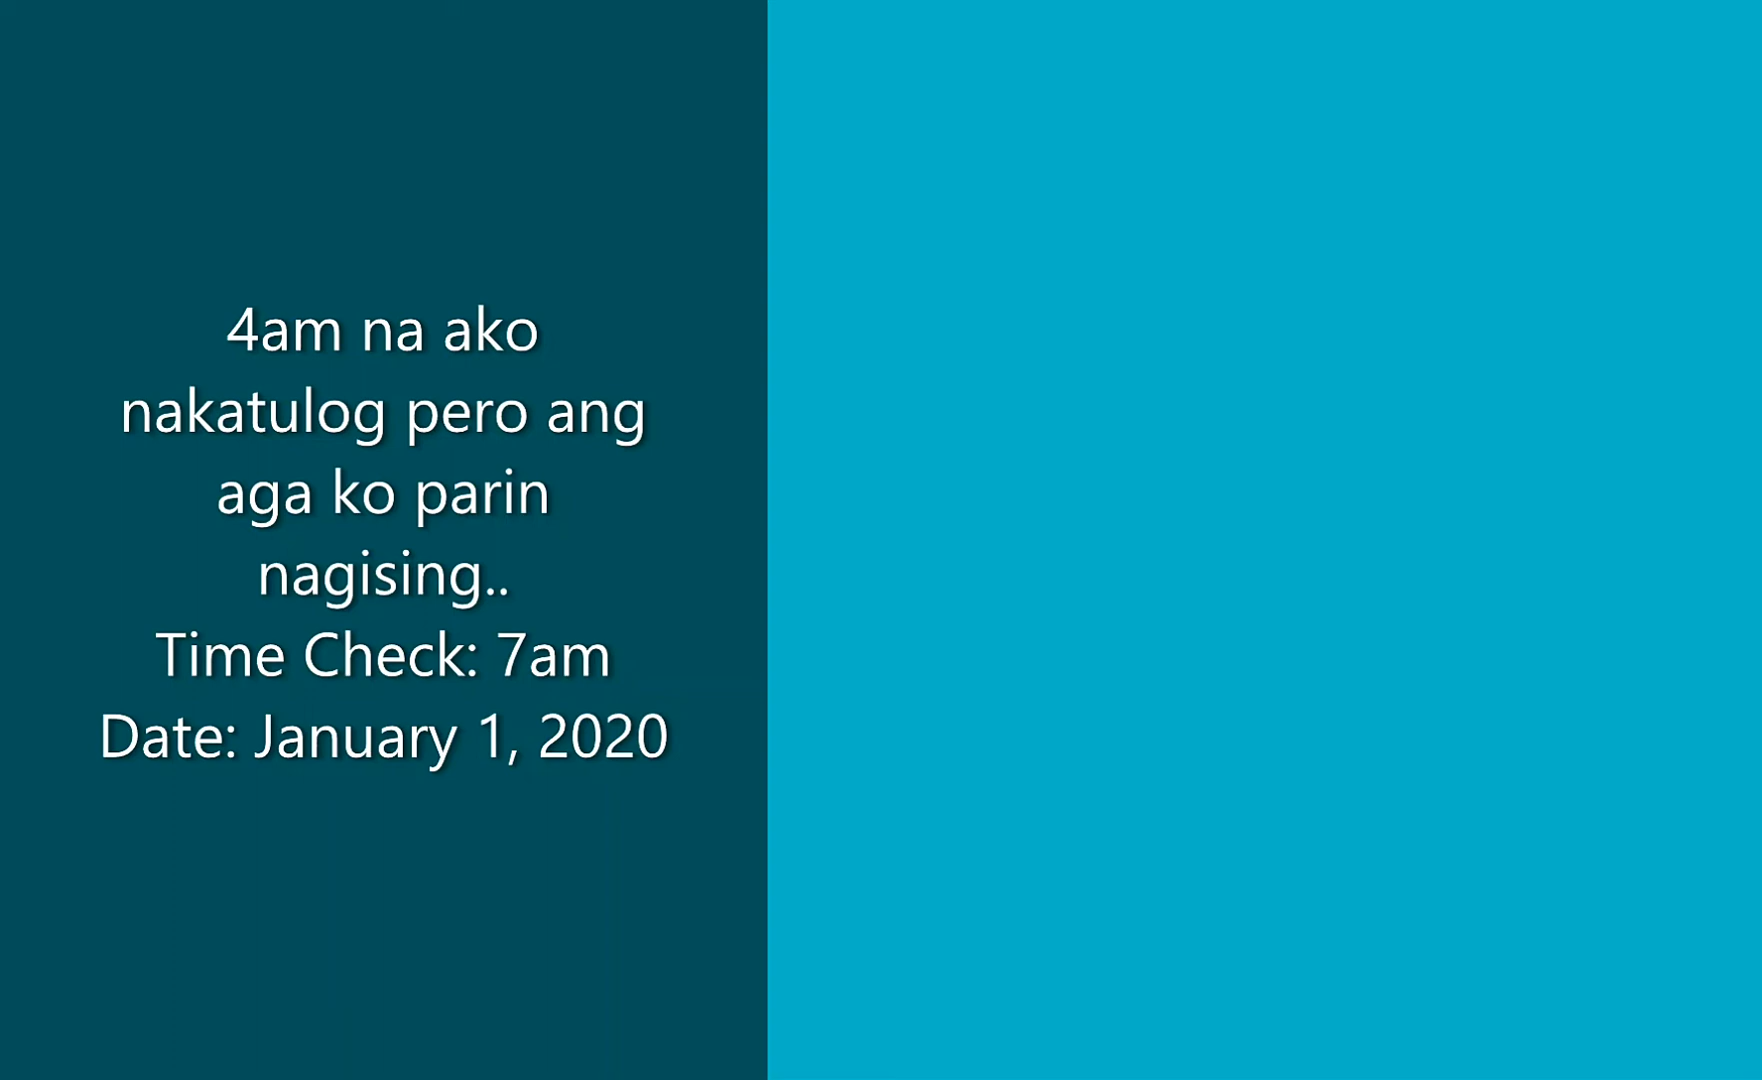 4am na ako
nakatulog pero ang
aga ko parin
nagising..
Time Check: 7am
Date: January 1, 2020